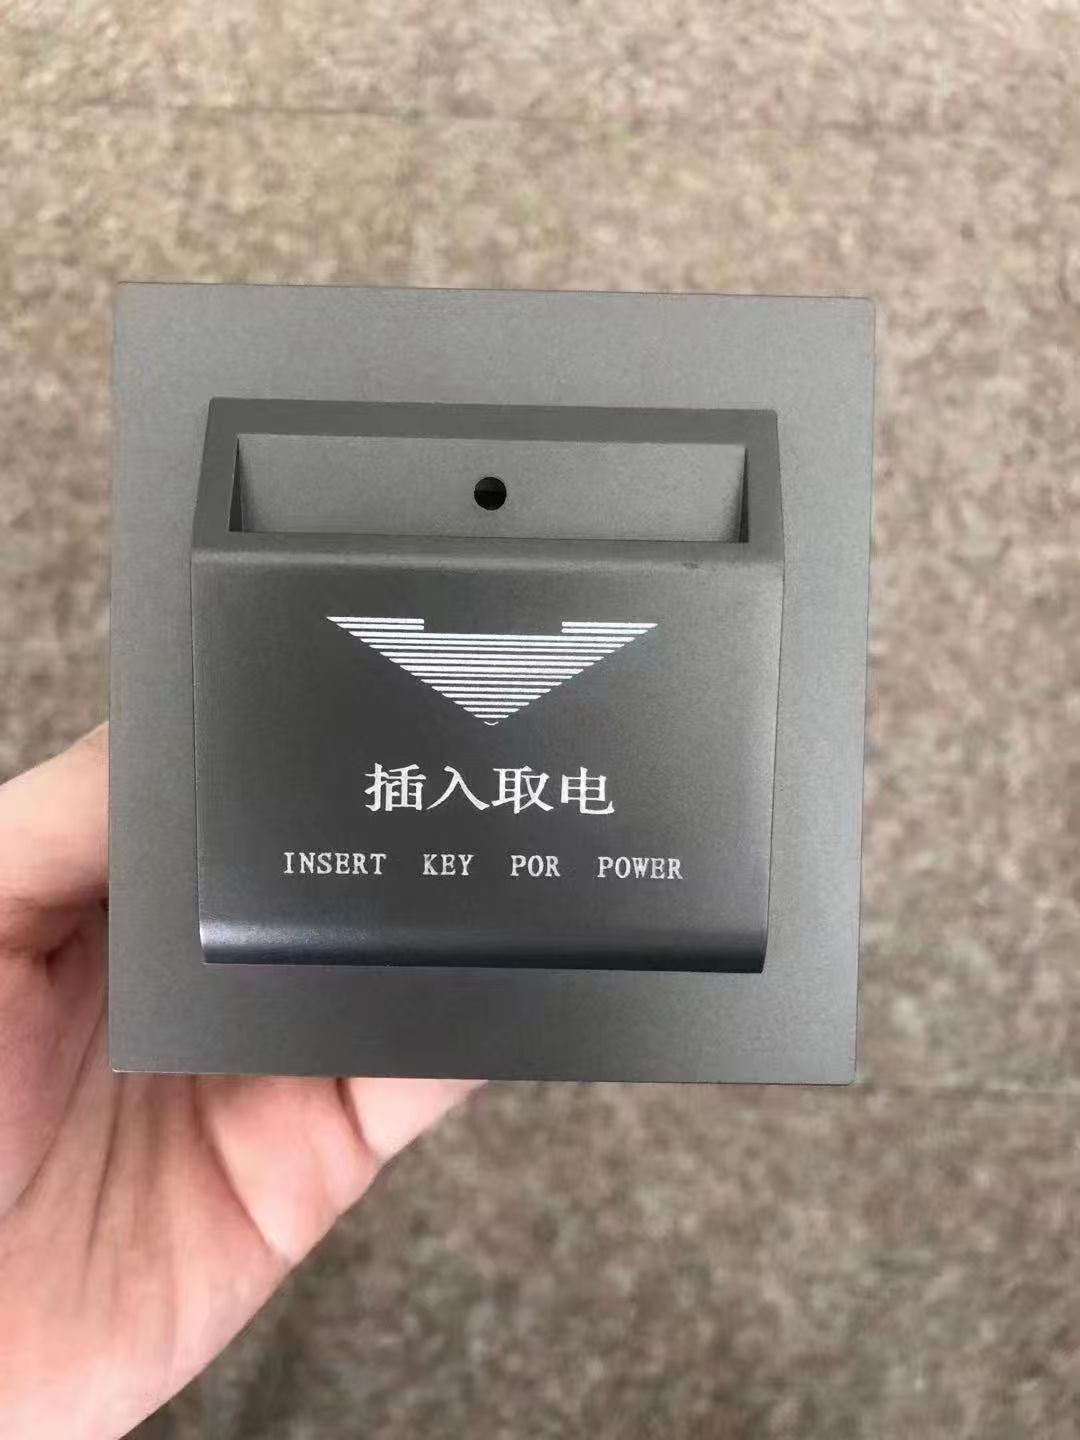 插入取电
INSERT KEY POR POWER